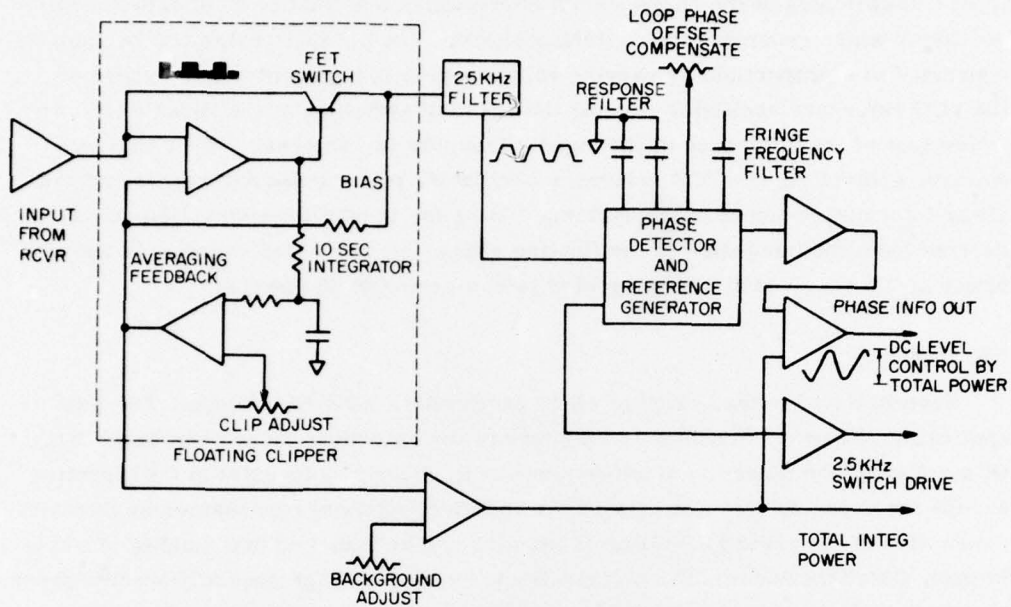 LOOP PHASE
OFFSET
COMPENSATE
FET
SWITCH
2.5 KHz
FILTER
RESPONSE
FILTER
FRINGE
FREQUENCY
FILTER
BIAS
INPUT
FROM
RCVR
10 SEC
INTEGRATOR
AVERAGING
FEEDBACK
PHASE
DETECTOR
AND
REFERENCE
GENERATOR
PHASE INFO OUT
DC LEVEL
CONTROL BY
TOTAL POWER
CLIP ADJUST
FLOATING CLIPPER
2.5 KHz
SWITCH DRIVE
TOTAL INTEG
POWER
BACKGROUND
ADJUST